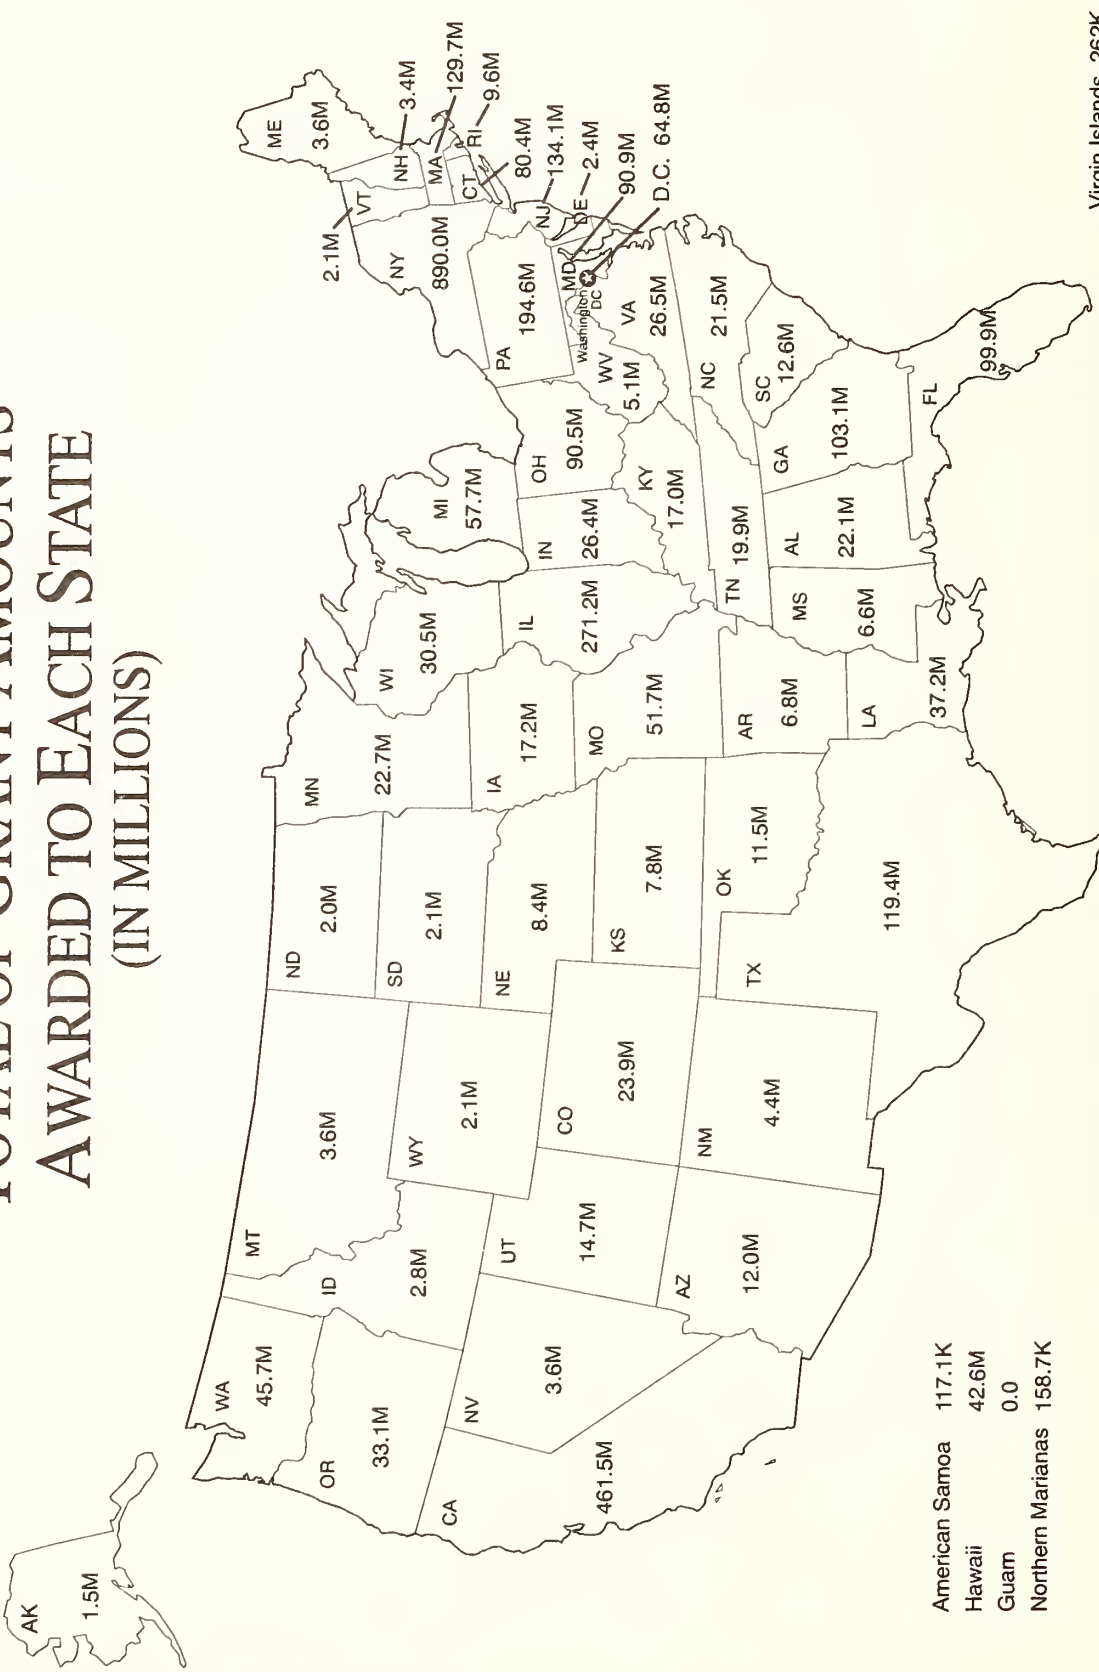 TOTAL OF GRANT AMOUNTS
AWARDED TO EACH STATE
(IN MILLIONS)
AK
1.5M
WA
45.7M
OR
33.1M
CA
461.5M
NV
3.6M
ID
2.8M
MT
3.6M
WY
2.1M
UT
14.7M
AZ
12.0M
CO
23.9M
NM
4.4M
ND
2.0M
SD
2.1M
NE
8.4M
KS
7.8M
OK
11.5M
TX
119.4M
MN
22.7M
IA
17.2M
MO
51.7M
AR
6.8M
LA
37.2M
WI
30.5M
IL
271.2M
MI
57.7M
IN
26.4M
OH
90.5M
KY
17.0M
TN 19.9M
MS
6.6M
AL
22.1M
GA
103.1M
FL
99.9M
SC
12.6M
NC
21.5M
VA
26.5M
WV
5.1M
Washington
DC
PA
194.6M
NY
890.0M
2.1M
VT
ME
3.6M
NH 3.4M
MA 129.7M
RI 9.6M
CT 80.4M
NJ 134.1M
DE 2.4M
MD 90.9M
D.C. 64.8M
American Samoa 117.1K
Hawaii 42.6M
Guam 0.0
Northern Marianas 158.7K
Virgin Islands 262K